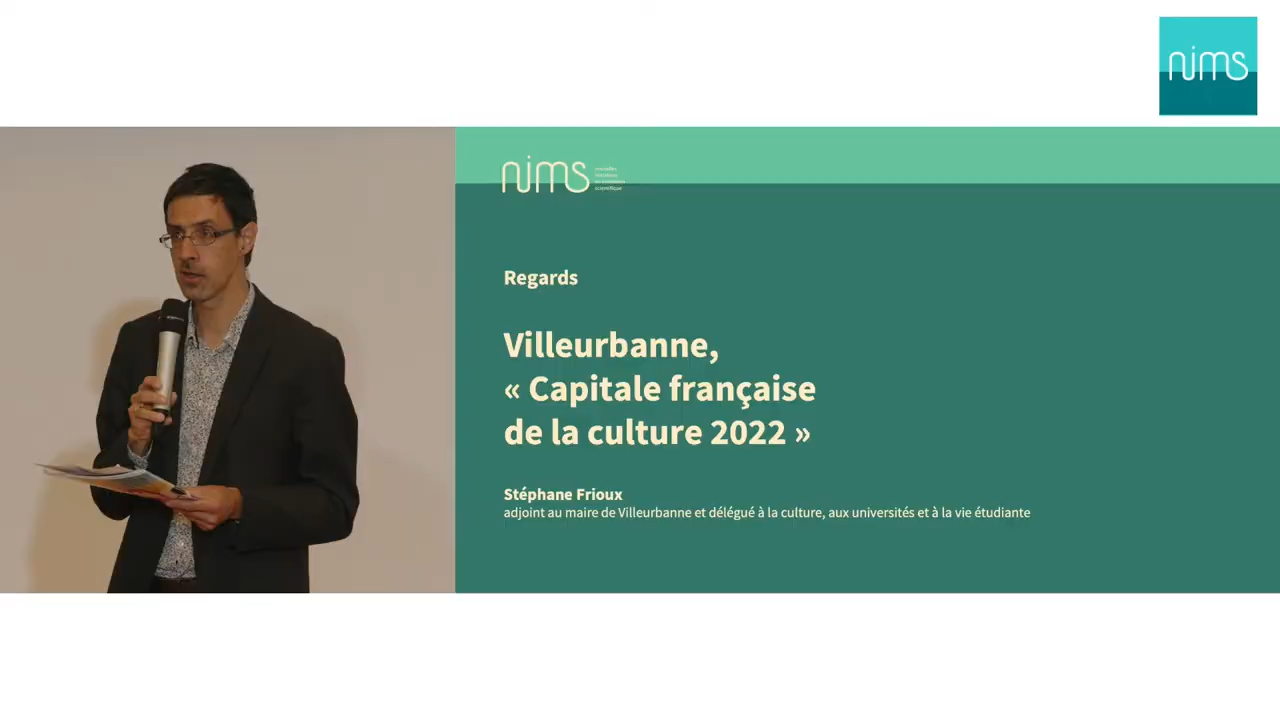 nims
nims
Regards
Villeurbanne,
« Capitale française
de la culture 2022 »
Stéphane Frioux
adjoint au maire de Villeurbanne et délégué à la culture, aux universités et à la vie étudiante